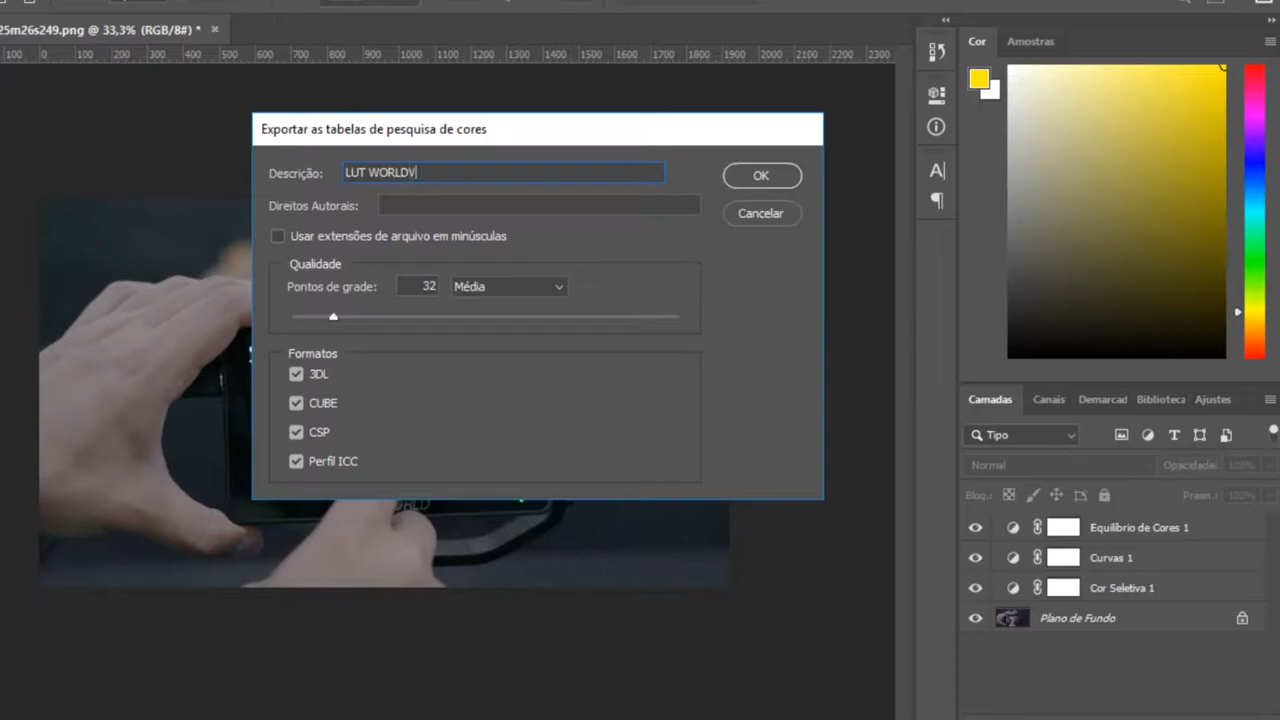 25m26s249.png @ 33,3% (RGB/8#) * ×
100 0 100 200 300 400 500 600 700 800 900 1000 1100 1200 1300 1400 1500 1600 1700 1800 1900 2000 2100 2200 2300
Cor Amostras
Exportar as tabelas de pesquisa de cores
Descrição: LUT WORLDV
OK
Direitos Autorais:
Cancelar
Usar extensões de arquivo em minúsculas
Qualidade
Pontos de grade: 32 Média
Formatos
3DL
CUBE
CSP
Perfil ICC
Camadas Canais Demarcad Biblioteca Ajustes
Tipo
Normal Opacidade: 100%
Bloq.: Preen.: 100%
Equilíbrio de Cores 1
Curvas 1
Cor Seletiva 1
Plano de Fundo